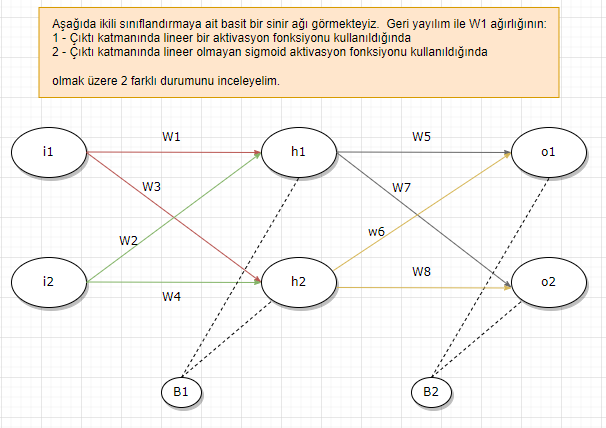 Aşağıda ikili sınıflandırmaya ait basit bir sinir ağı görmekteyiz. Geri yayılım ile W1 ağırlığının:
1 - Çıktı katmanında lineer bir aktivasyon fonksiyonu kullanıldığında
2 - Çıktı katmanında lineer olmayan sigmoid aktivasyon fonksiyonu kullanıldığında
olmak üzere 2 farklı durumunu inceleyelim.
i1
W1
h1
W5
o1
W3
W7
W2
w6
i2
W4
h2
W8
o2
B1
B2